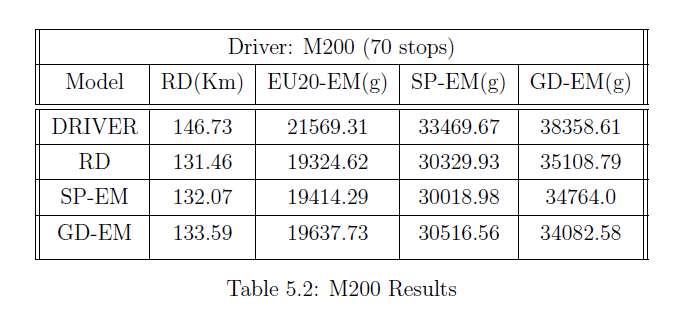 Driver: M200 (70 stops)
Model RD(Km) EU20-EM(g) SP-EM(g) GD-EM(g)
DRIVER 146.73 21569.31 33469.67 38358.61
RD 131.46 19324.62 30329.93 35108.79
SP-EM 132.07 19414.29 30018.98 34764.0
GD-EM 133.59 19637.73 30516.56 34082.58
Table 5.2: M200 Results